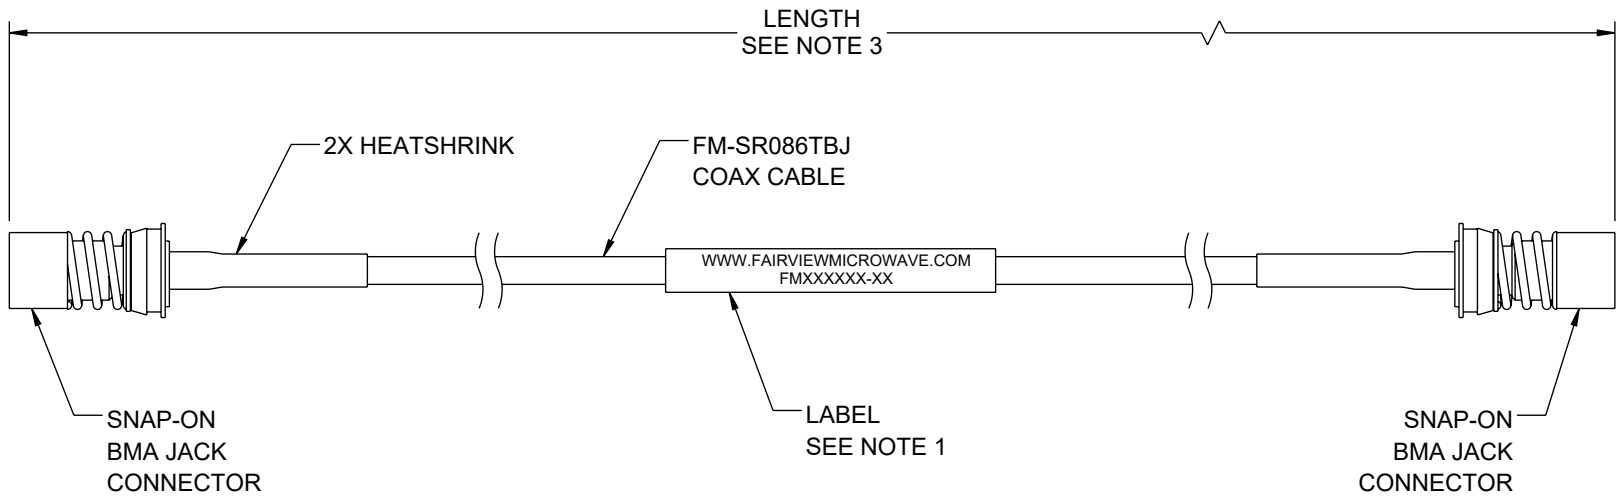 LENGTH
SEE NOTE 3
2X HEATSHRINK
FM-SR086TBJ
COAX CABLE
WWW.FAIRVIEWMICROWAVE.COM
FMXXXXXX-XX
SNAP-ON
BMA JACK
CONNECTOR
LABEL
SEE NOTE 1
SNAP-ON
BMA JACK
CONNECTOR